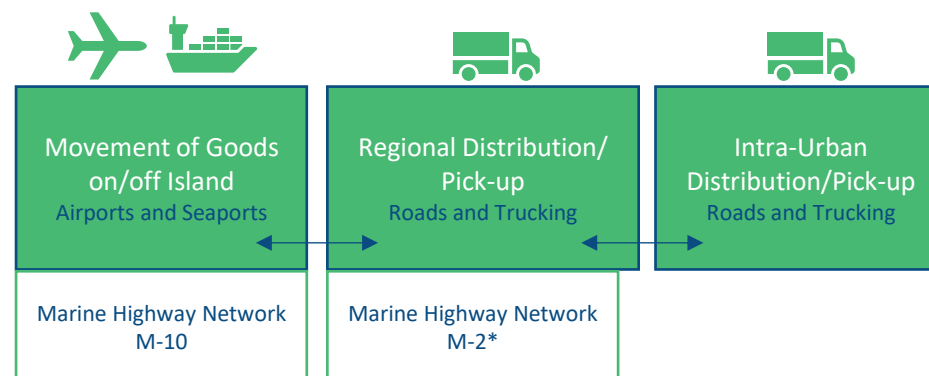 Movement of Goods
on/off Island
Airports and Seaports
Regional Distribution/
Pick-up
Roads and Trucking
Intra-Urban
Distribution/Pick-up
Roads and Trucking
Marine Highway Network
M-10
Marine Highway Network
M-2*